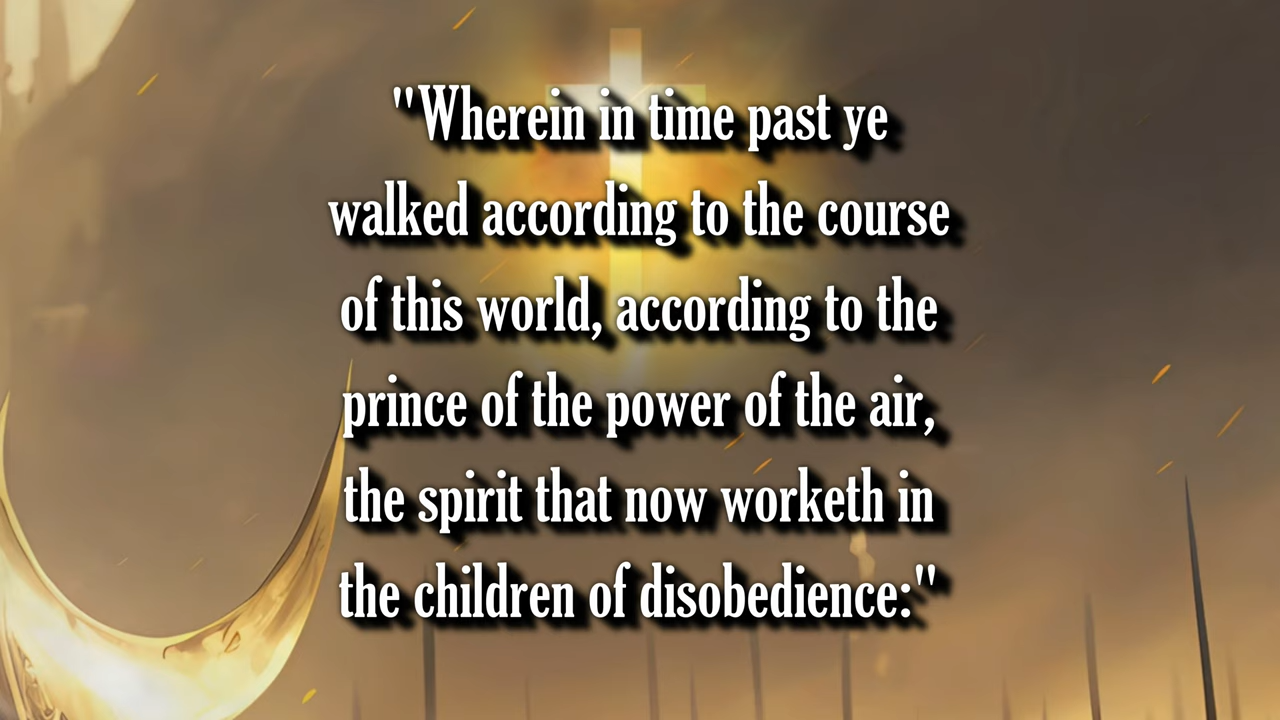 "Wherein in time past ye
walked according to the course
of this world, according to the
prince of the power of the air,
the spirit that now worketh in
the children of disobedience:"